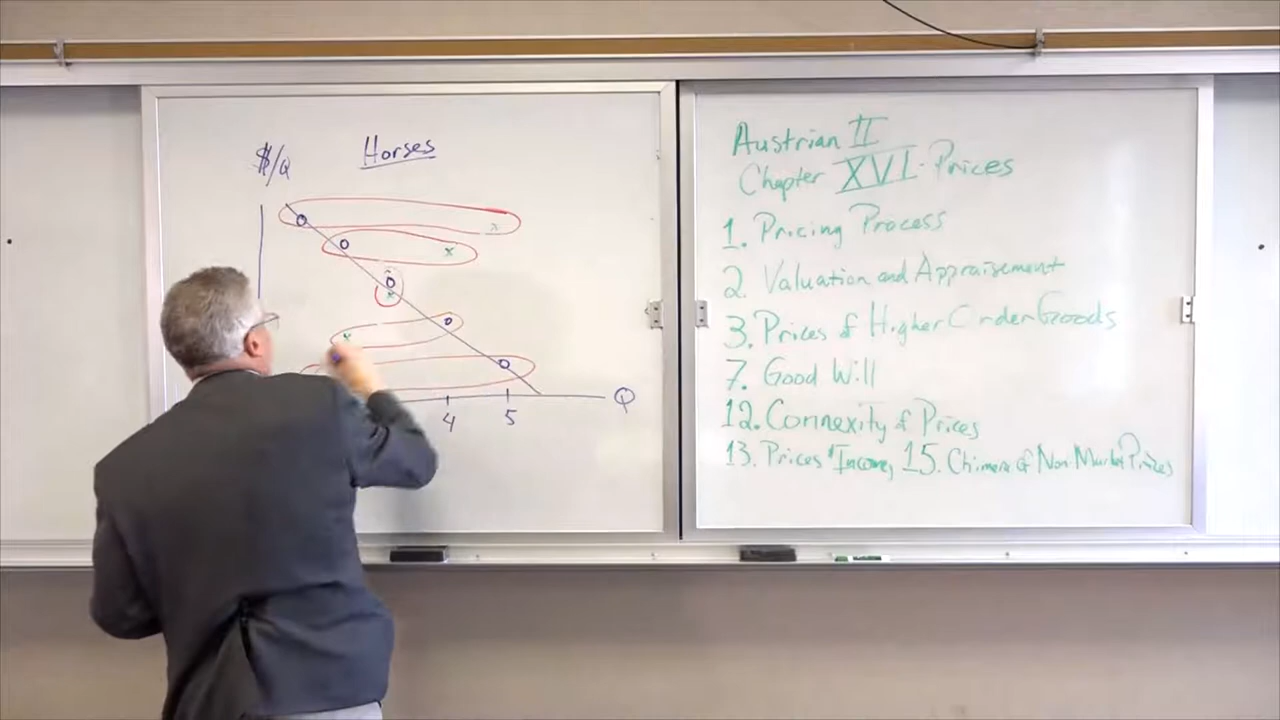 $/Q
Horses
4
5
Q
Austrian II
Chapter XVI - Prices
1. Pricing Process
2. Valuation and Appraisement
3. Prices of Higher Order Goods
7. Good Will
12. Connexity of Prices
13. Prices + Income, 15. Chimera of Non-Market Prices